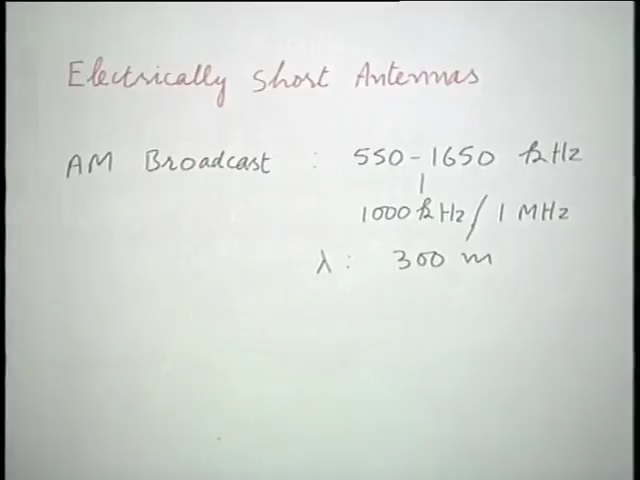 Electrically Short Antennas
AM Broadcast : 550-1650 kHz
1000 kHz / 1 MHz
λ : 300 m